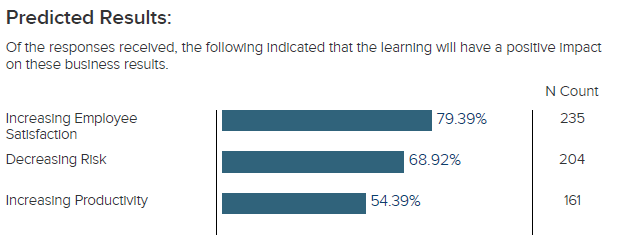 Predicted Results:
Of the responses received, the following indicated that the learning will have a positive impact
on these business results.
N Count
Increasing Employee
Satisfaction
79.39%
235
Decreasing Risk
68.92%
204
Increasing Productivity
54.39%
161